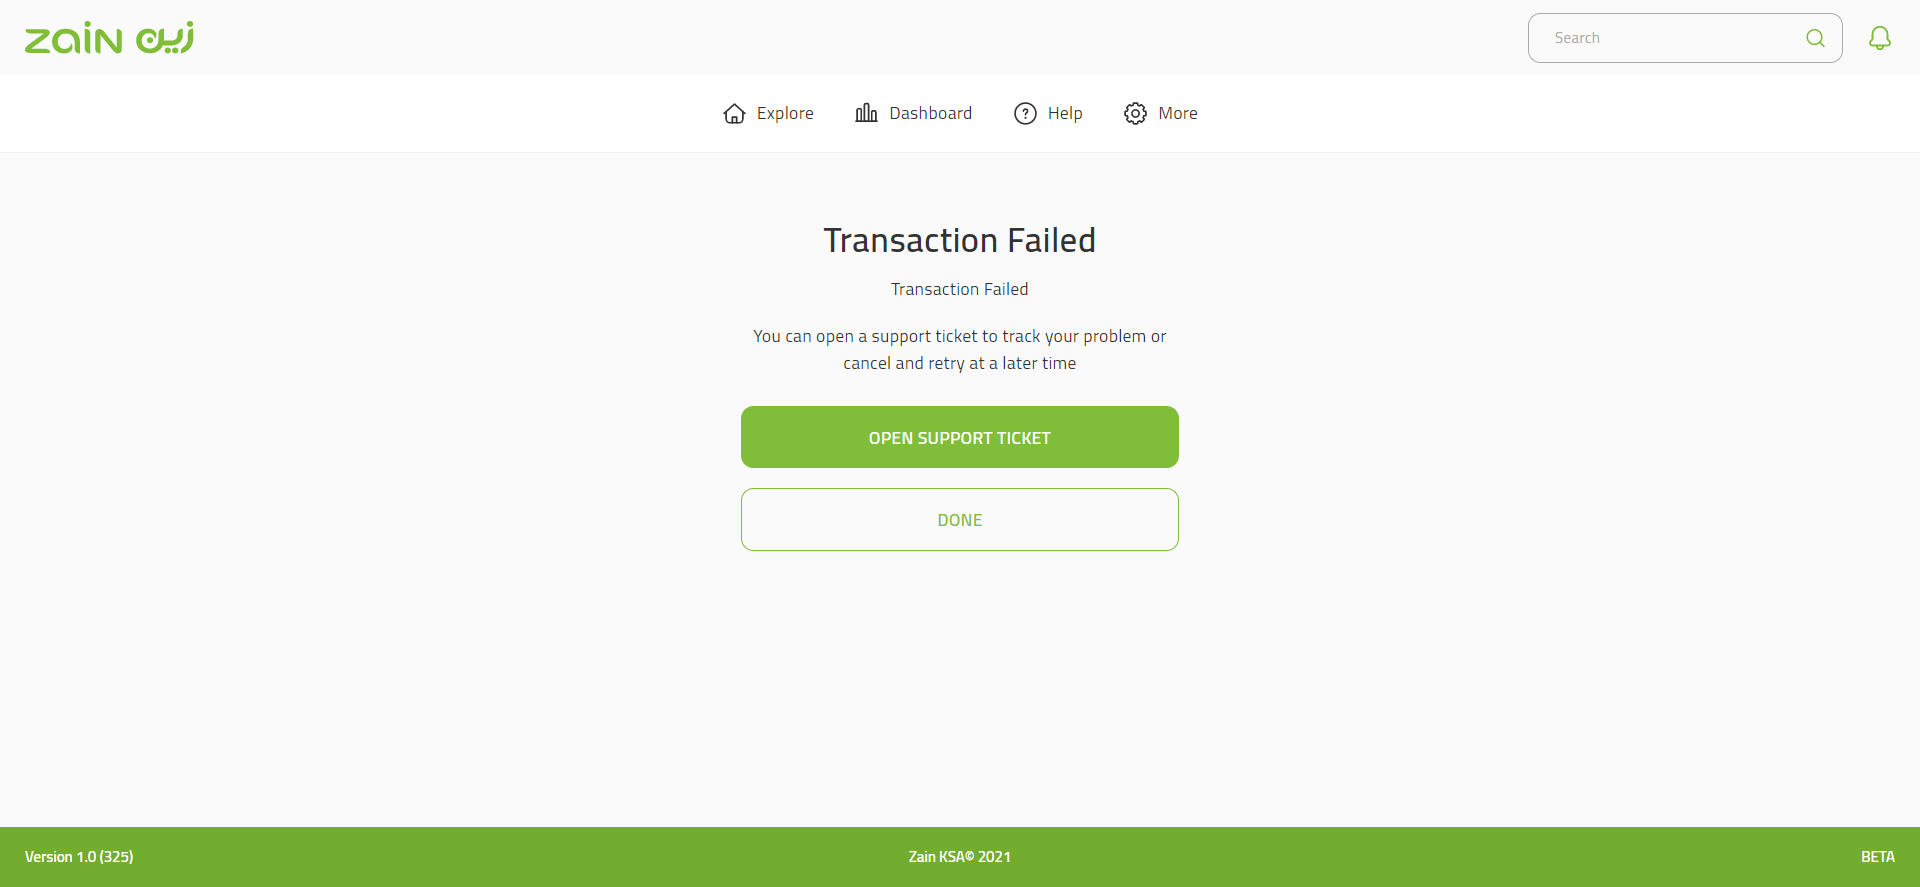 zain زين
Search
Explore
Dashboard
Help
More
Transaction Failed
Transaction Failed
You can open a support ticket to track your problem or
cancel and retry at a later time
OPEN SUPPORT TICKET
DONE
Version 1.0 (325)
Zain KSA© 2021
BETA